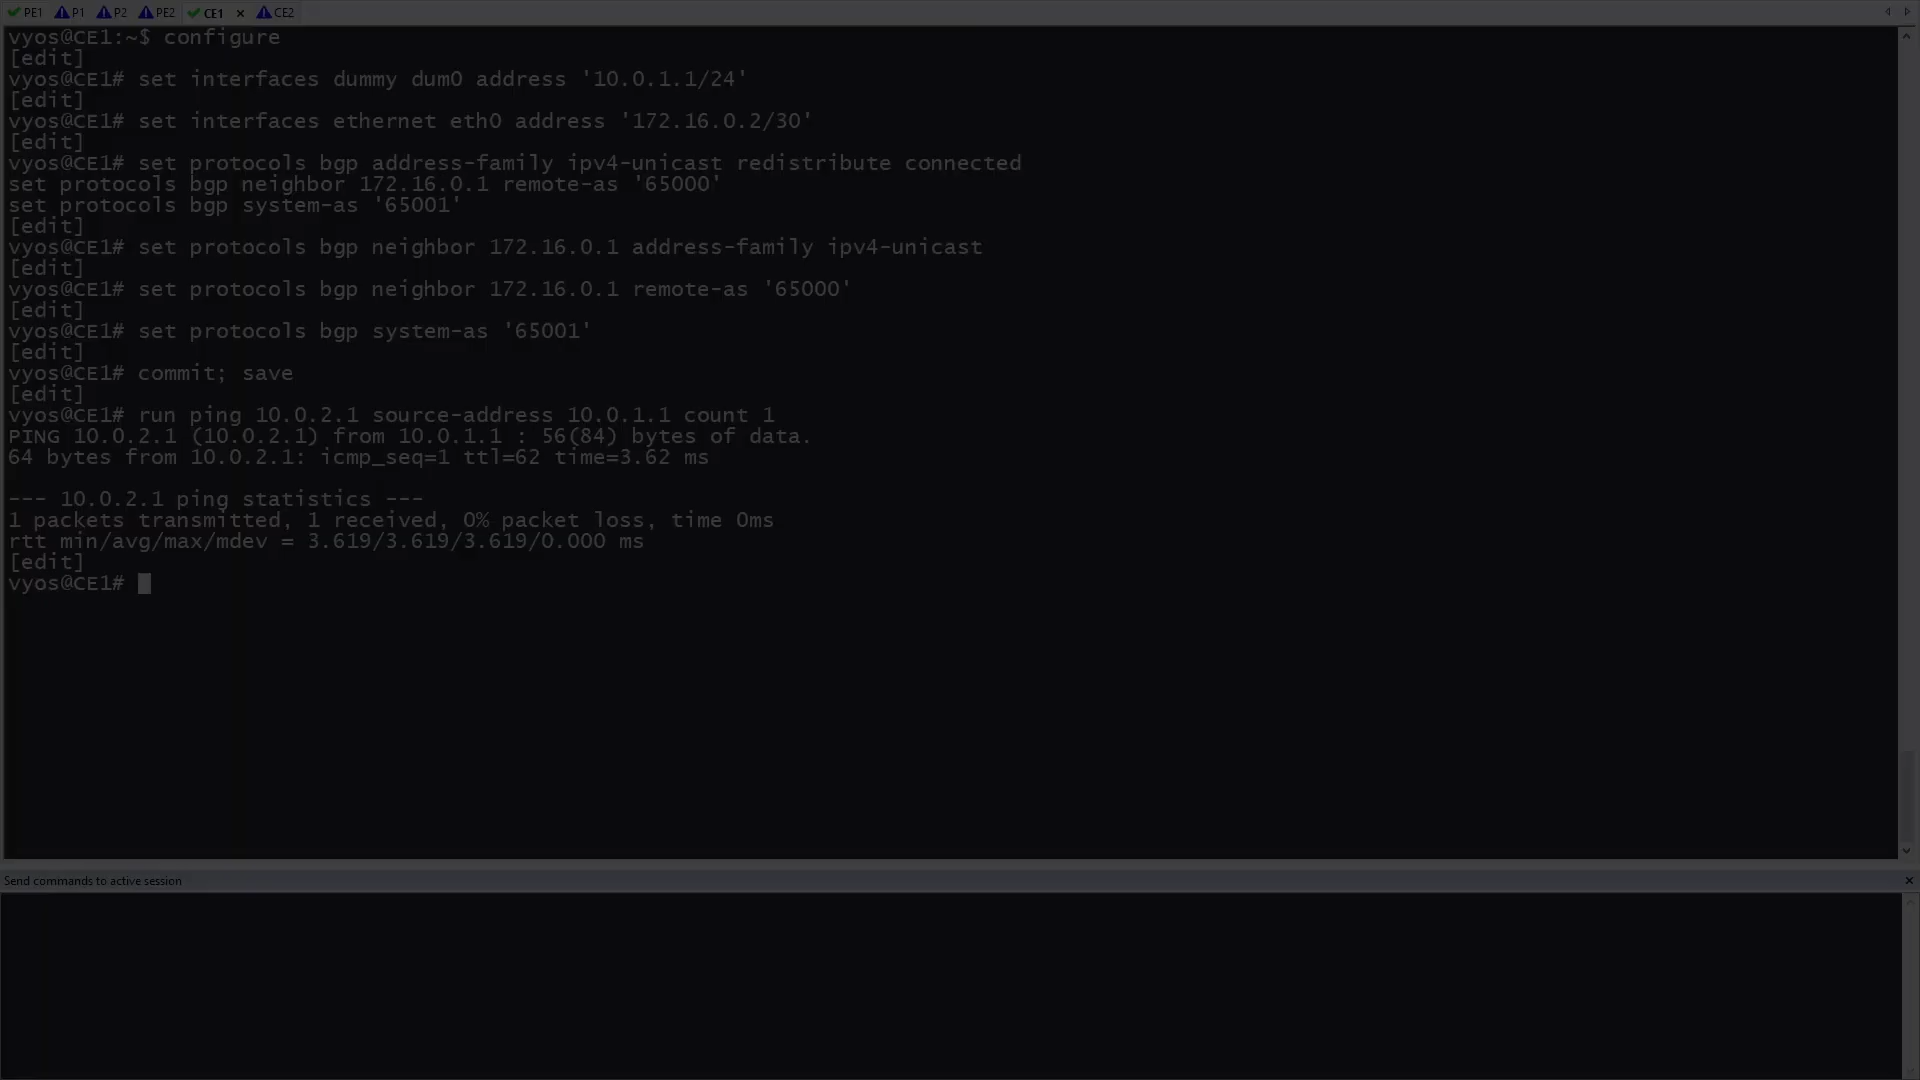 PE1 P1 P2 PE2 CE1 × CE2
vyos@CE1:~$ configure
[edit]
vyos@CE1# set interfaces dummy dum0 address '10.0.1.1/24'
[edit]
vyos@CE1# set interfaces ethernet eth0 address '172.16.0.2/30'
[edit]
vyos@CE1# set protocols bgp address-family ipv4-unicast redistribute connected
set protocols bgp neighbor 172.16.0.1 remote-as '65000'
set protocols bgp system-as '65001'
[edit]
vyos@CE1# set protocols bgp neighbor 172.16.0.1 address-family ipv4-unicast
[edit]
vyos@CE1# set protocols bgp neighbor 172.16.0.1 remote-as '65000'
[edit]
vyos@CE1# set protocols bgp system-as '65001'
[edit]
vyos@CE1# commit; save
[edit]
vyos@CE1# run ping 10.0.2.1 source-address 10.0.1.1 count 1
PING 10.0.2.1 (10.0.2.1) from 10.0.1.1 : 56(84) bytes of data.
64 bytes from 10.0.2.1: icmp_seq=1 ttl=62 time=3.62 ms
--- 10.0.2.1 ping statistics ---
1 packets transmitted, 1 received, 0% packet loss, time 0ms
rtt min/avg/max/mdev = 3.619/3.619/3.619/0.000 ms
[edit]
vyos@CE1#
Send commands to active session